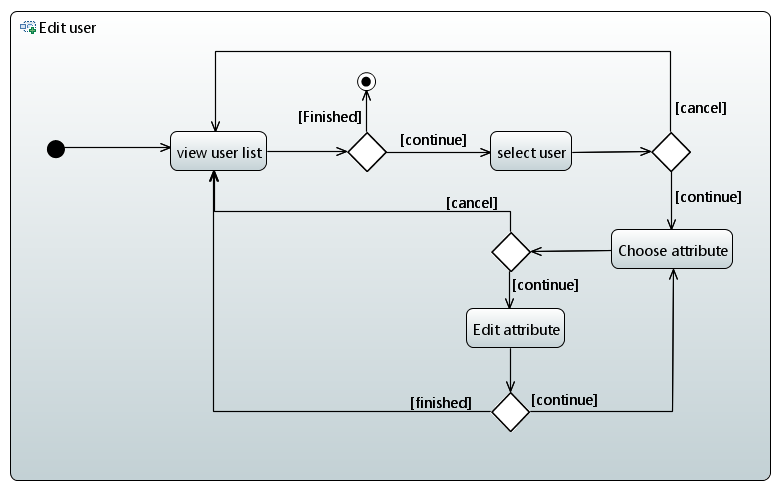 Edit user
[cancel]
[Finished]
[continue]
view user list
select user
[continue]
[cancel]
Choose attribute
[continue]
Edit attribute
[finished]
[continue]